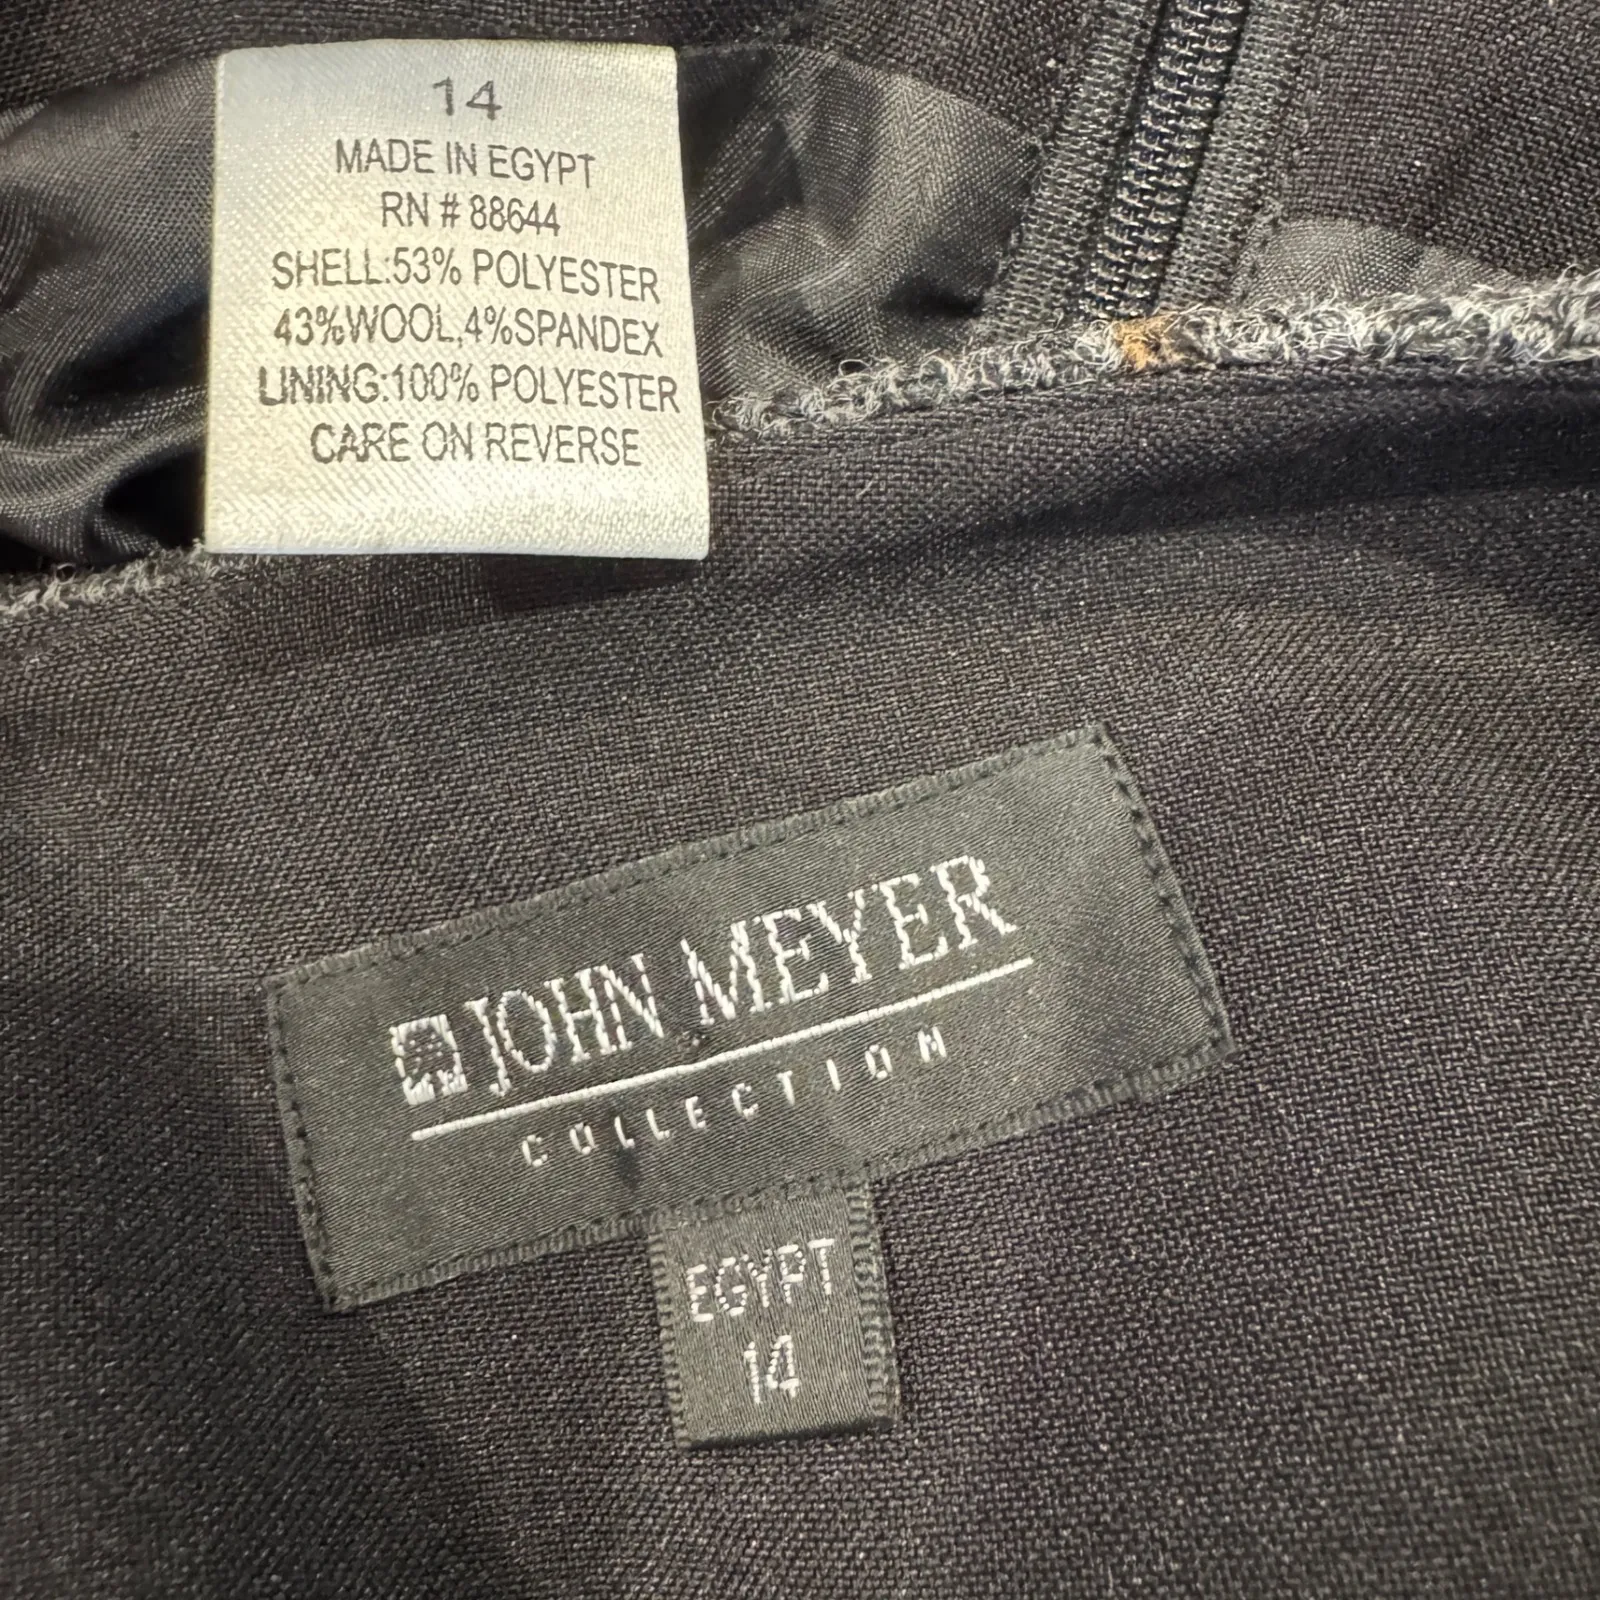 14
MADE IN EGYPT
RN # 88644
SHELL:53% POLYESTER
43%WOOL,4%SPANDEX
LINING:100% POLYESTER
CARE ON REVERSE
JOHN MEYER
COLLECTION
EGYPT
14